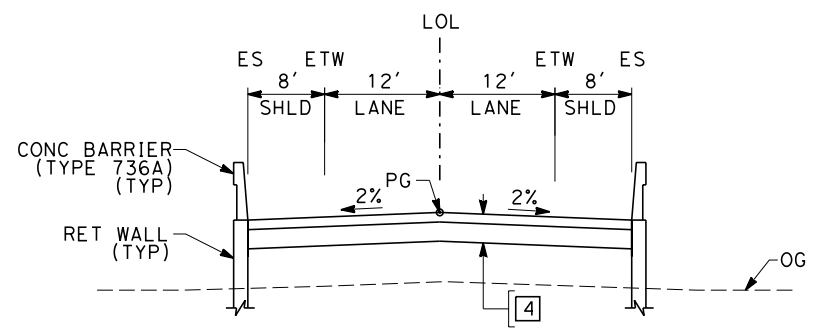 LOL
ES ETW ETW ES
8' 12' 12' 8'
SHLD LANE LANE SHLD
CONC BARRIER
(TYPE 736A)
(TYP)
PG
2% 2%
RET WALL
(TYP)
OG
4